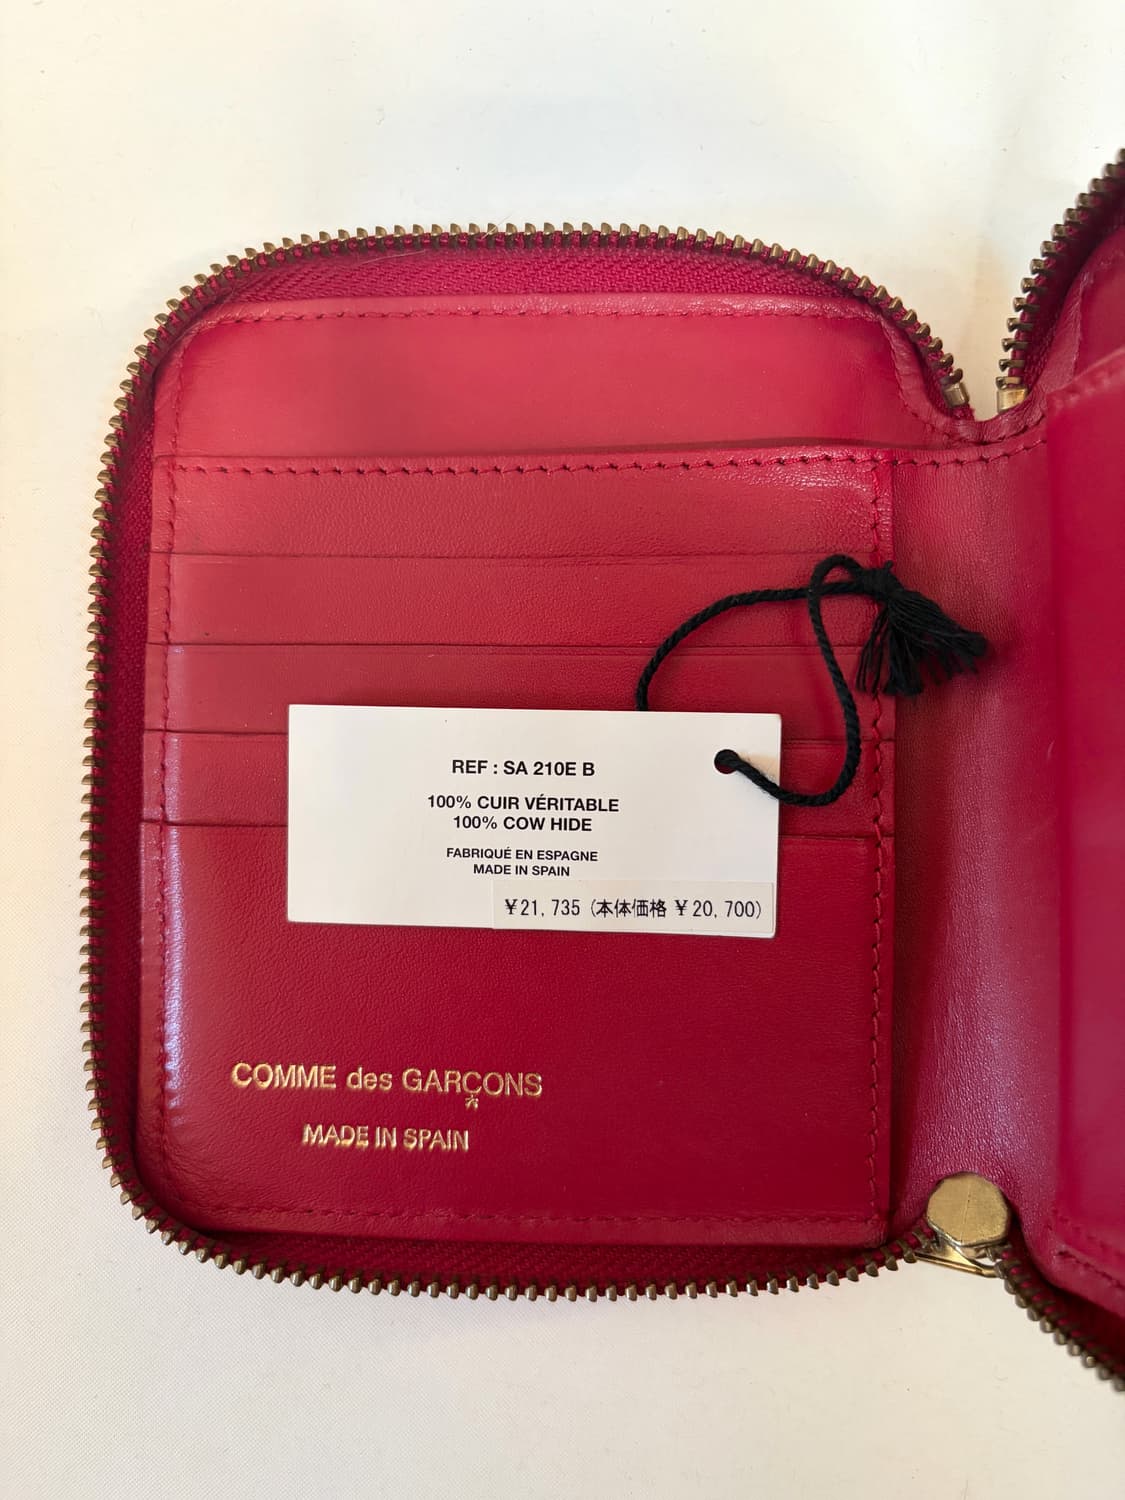 REF : SA 210E B
100% CUIR VÉRITABLE
100% COW HIDE
FABRIQUÉ EN ESPAGNE
MADE IN SPAIN
¥21,735 (本体価格 ¥20,700)
COMME des GARÇONS
MADE IN SPAIN